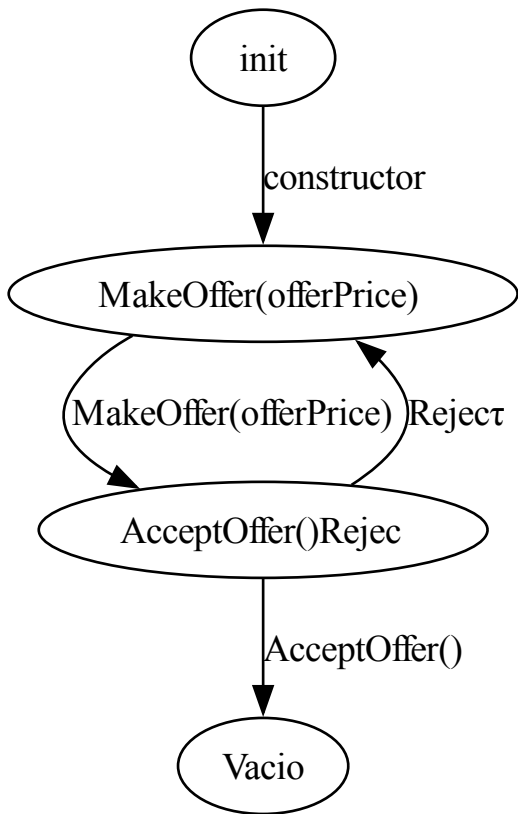 init
constructor
MakeOffer(offerPrice)
MakeOffer(offerPrice)
Rejecτ
AcceptOffer()Rejec
AcceptOffer()
Vacio